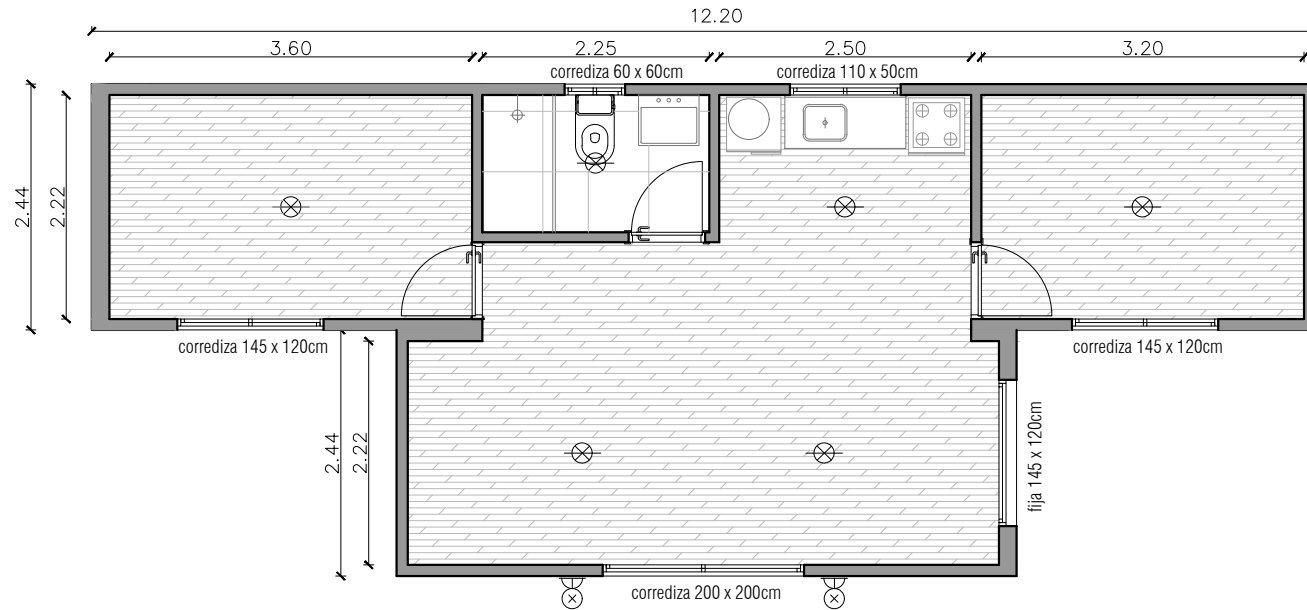 12.20
3.60
2.25
2.50
3.20
corrediza 60 x 60cm
corrediza 110 x 50cm
2.44
2.22
corrediza 145 x 120cm
corrediza 145 x 120cm
2.44
2.22
fija 145 x 120cm
corrediza 200 x 200cm